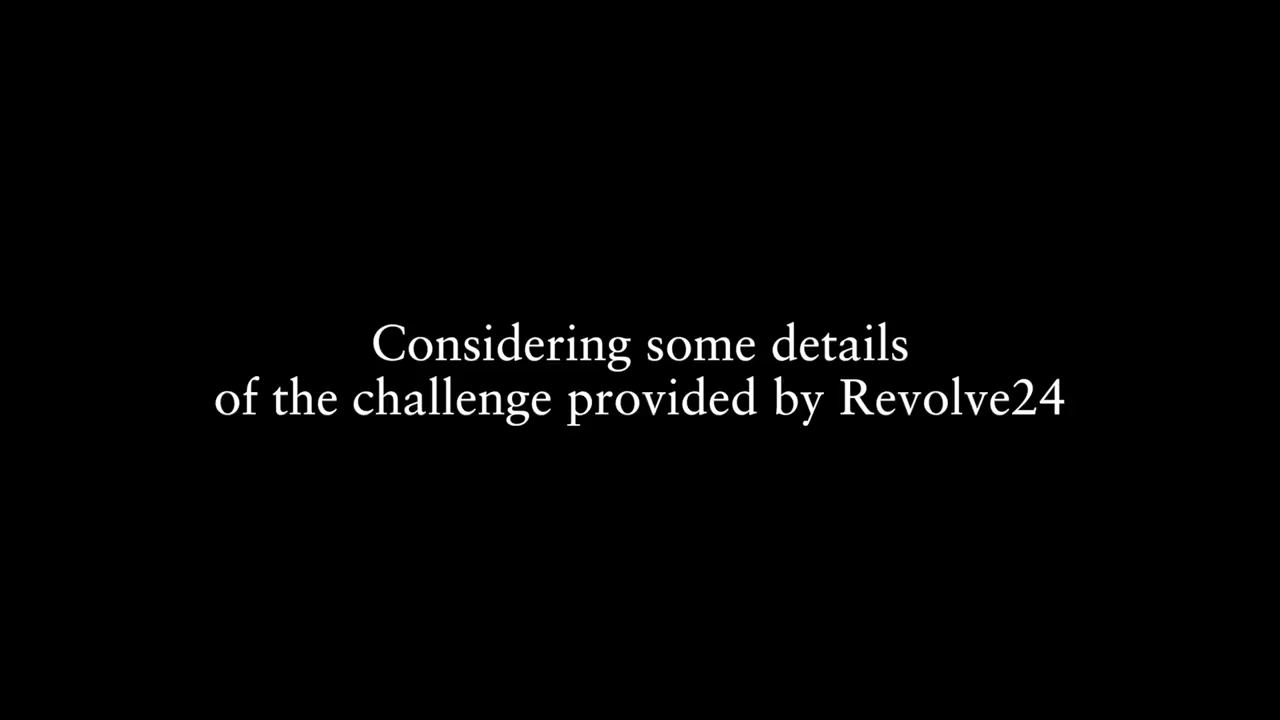 Considering some details
of the challenge provided by Revolve24